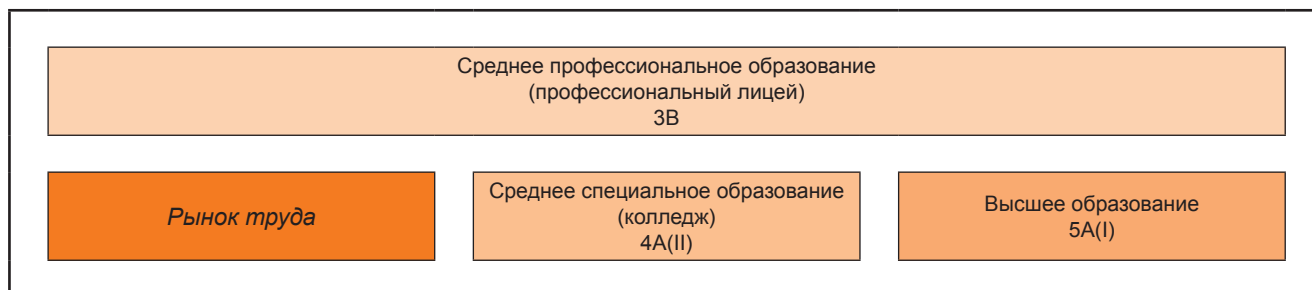 Среднее профессиональное образование
(профессиональный лицей)
3B
Рынок труда
Среднее специальное образование
(колледж)
4A(II)
Высшее образование
5A(I)